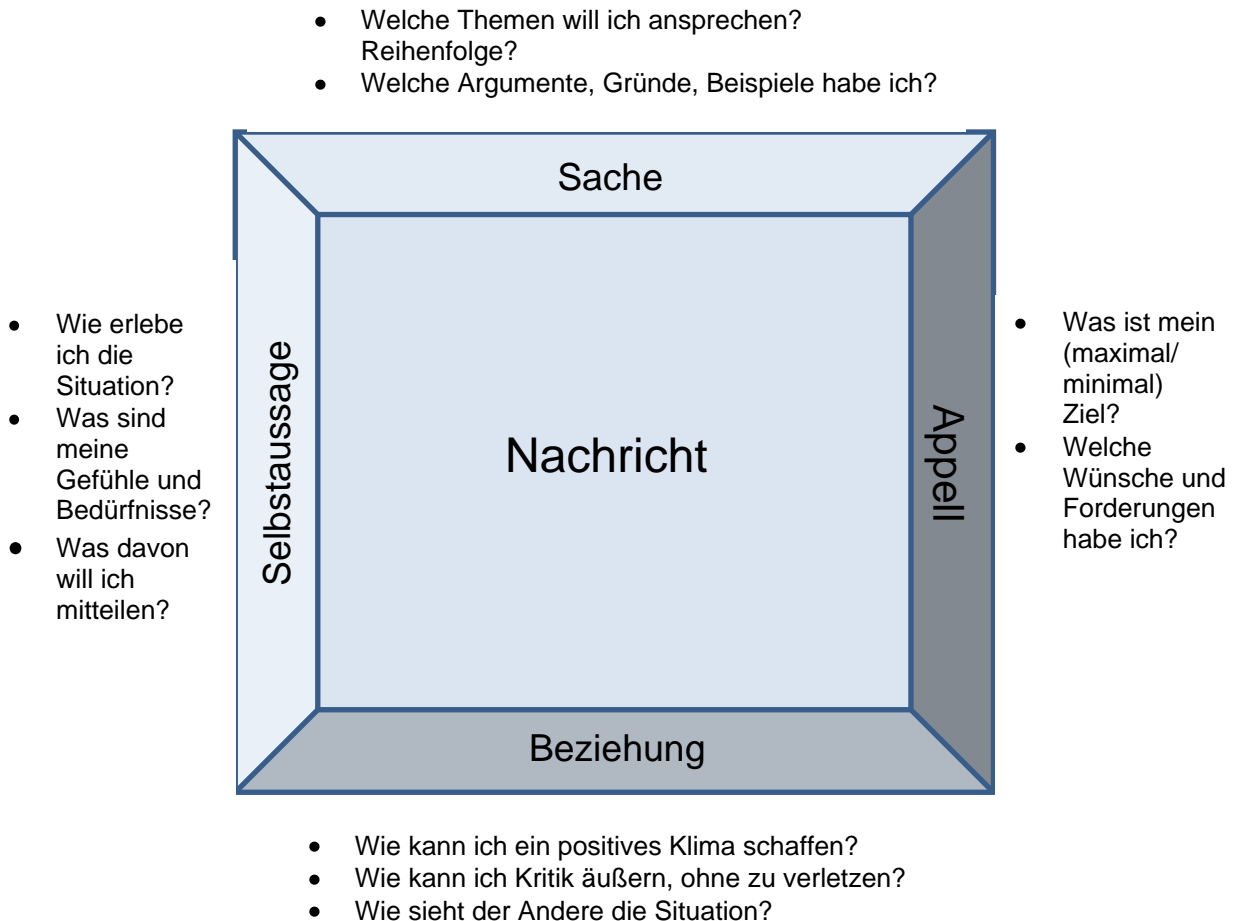 • Welche Themen will ich ansprechen?
Reihenfolge?
• Welche Argumente, Gründe, Beispiele habe ich?
Sache
• Wie erlebe
ich die
Situation?
• Was sind
meine
Gefühle und
Bedürfnisse?
• Was davon
will ich
mitteilen?
Selbstaussage
Nachricht
Appell
• Was ist mein
(maximal/
minimal)
Ziel?
• Welche
Wünsche und
Forderungen
habe ich?
Beziehung
• Wie kann ich ein positives Klima schaffen?
• Wie kann ich Kritik äußern, ohne zu verletzen?
• Wie sieht der Andere die Situation?